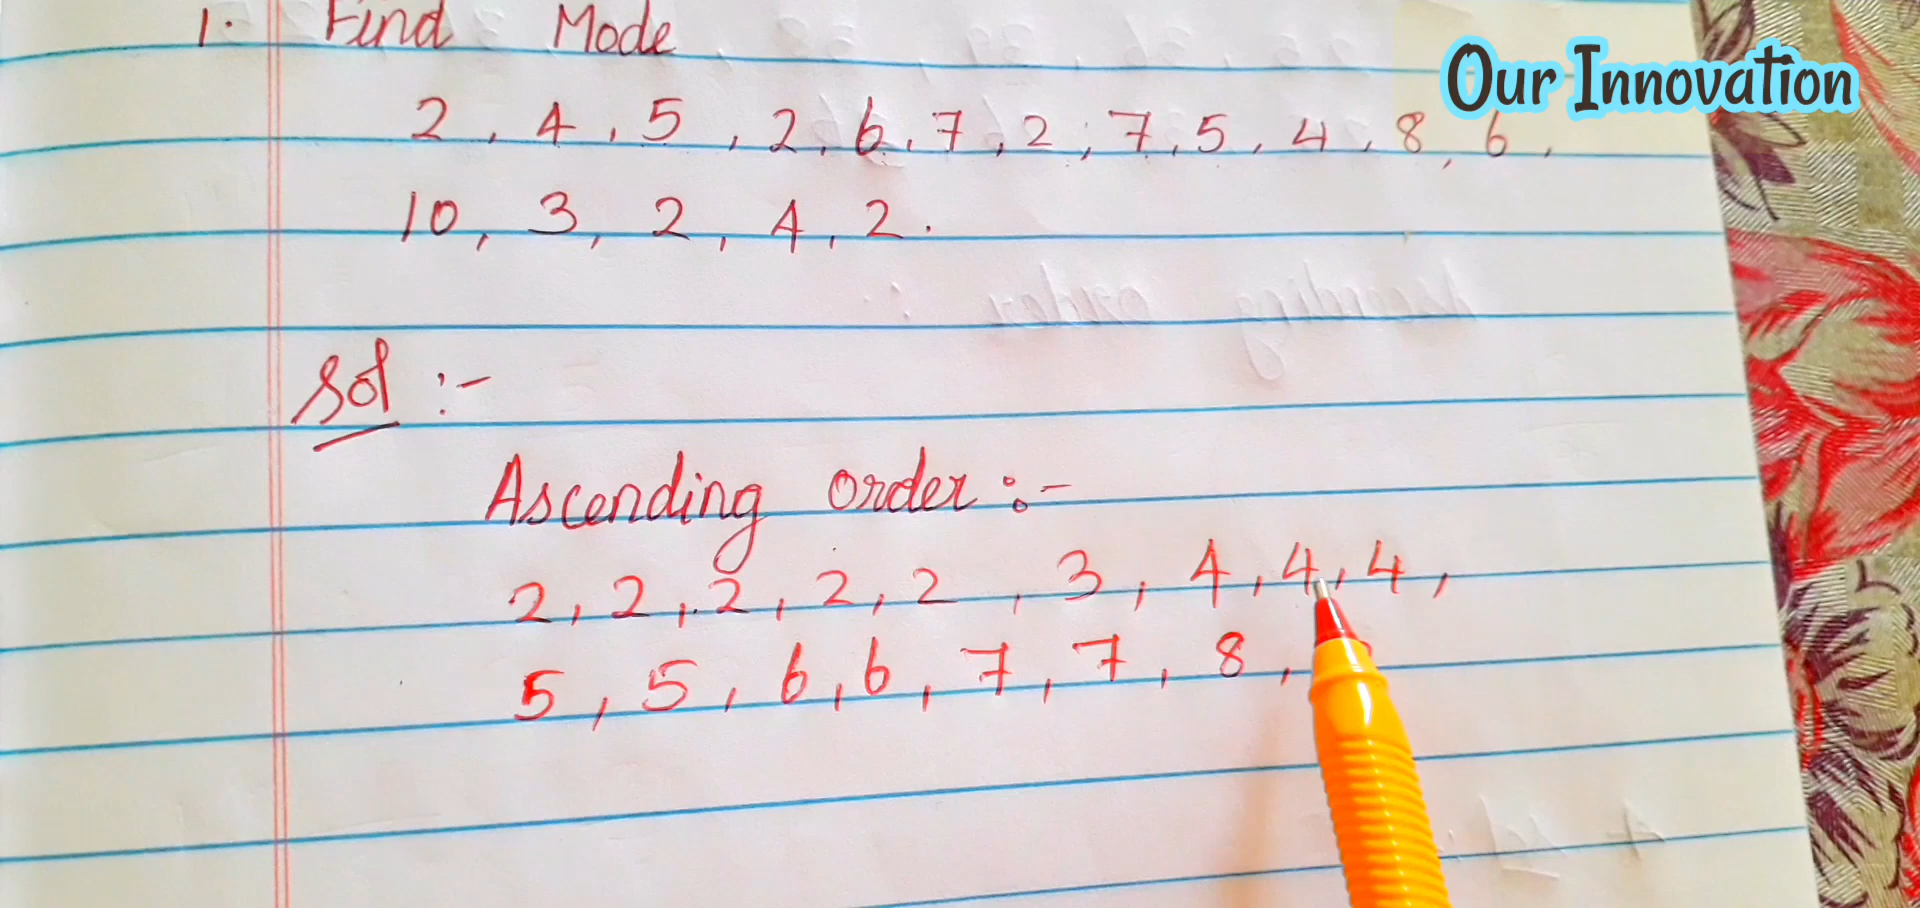 1. Find Mode
Our Innovation
2, 4, 5, 2, 6, 7, 2, 7, 5, 4, 8, 6,
10, 3, 2, 4, 2.
Sol :-
Ascending order :-
2, 2, 2, 2, 2, 3, 4, 4, 4,
5, 5, 6, 6, 7, 7, 8,